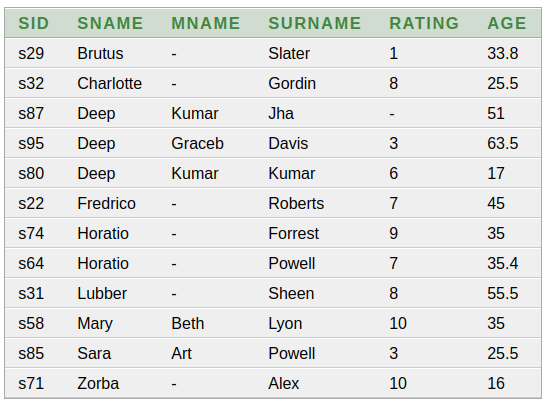 SID SNAME MNAME SURNAME RATING AGE
s29 Brutus - Slater 1 33.8
s32 Charlotte - Gordin 8 25.5
s87 Deep Kumar Jha - 51
s95 Deep Graceb Davis 3 63.5
s80 Deep Kumar Kumar 6 17
s22 Fredrico - Roberts 7 45
s74 Horatio - Forrest 9 35
s64 Horatio - Powell 7 35.4
s31 Lubber - Sheen 8 55.5
s58 Mary Beth Lyon 10 35
s85 Sara Art Powell 3 25.5
s71 Zorba - Alex 10 16